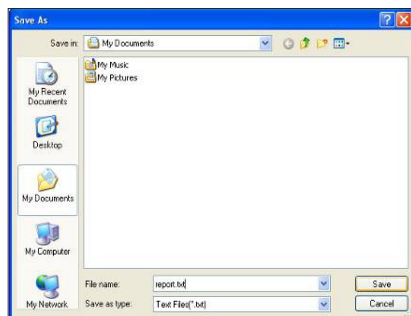 Save As
Save in: My Documents
My Music
My Pictures
My Recent
Documents
Desktop
My Documents
My Computer
My Network
File name: report.txt Save
Save as type: Text Files(*.txt) Cancel